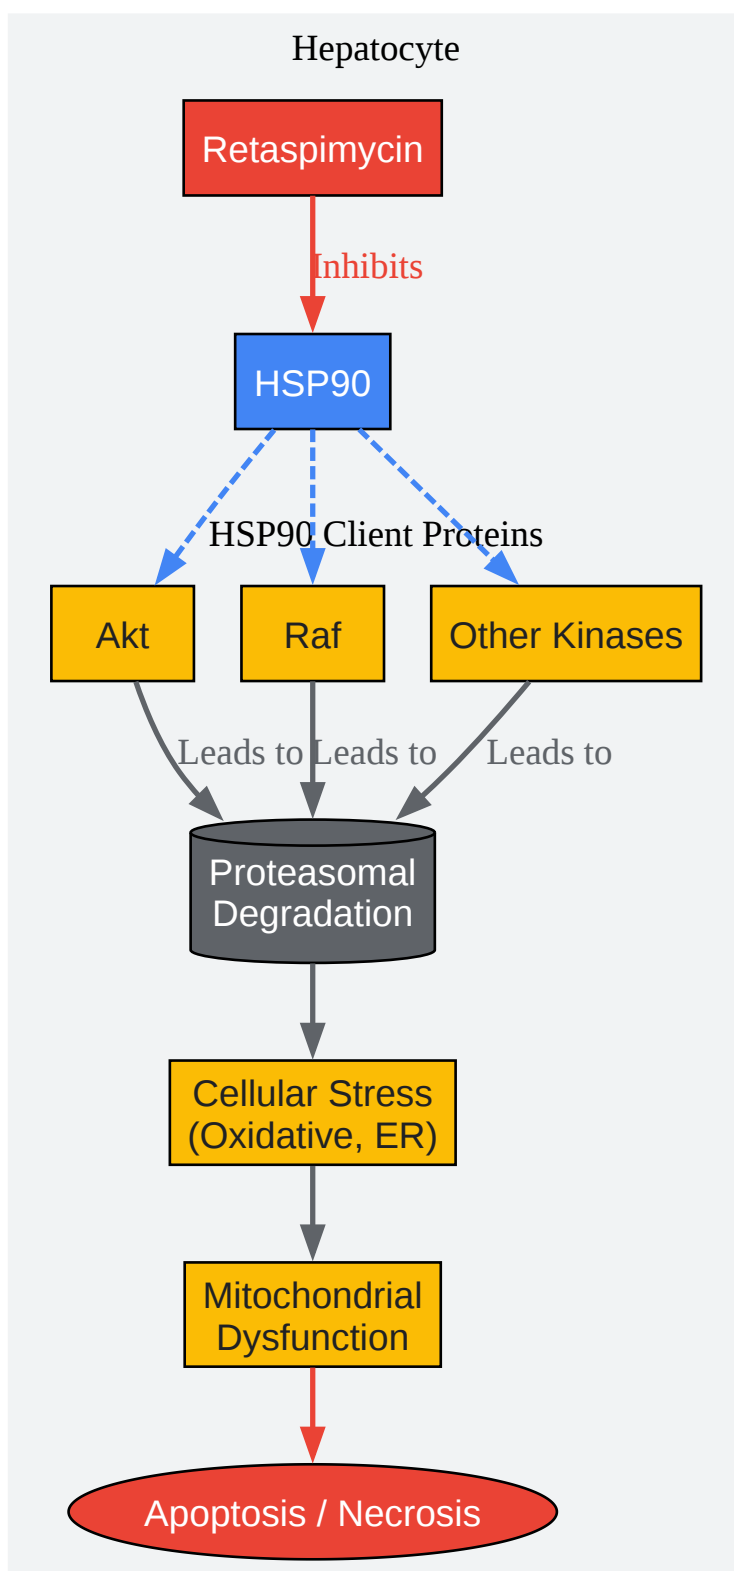 Hepatocyte
Retaspimycin
Inhibits
HSP90
HSP90 Client Proteins
Akt
Raf
Other Kinases
Leads to
Leads to
Leads to
Proteasomal
Degradation
Cellular Stress
(Oxidative, ER)
Mitochondrial
Dysfunction
Apoptosis / Necrosis